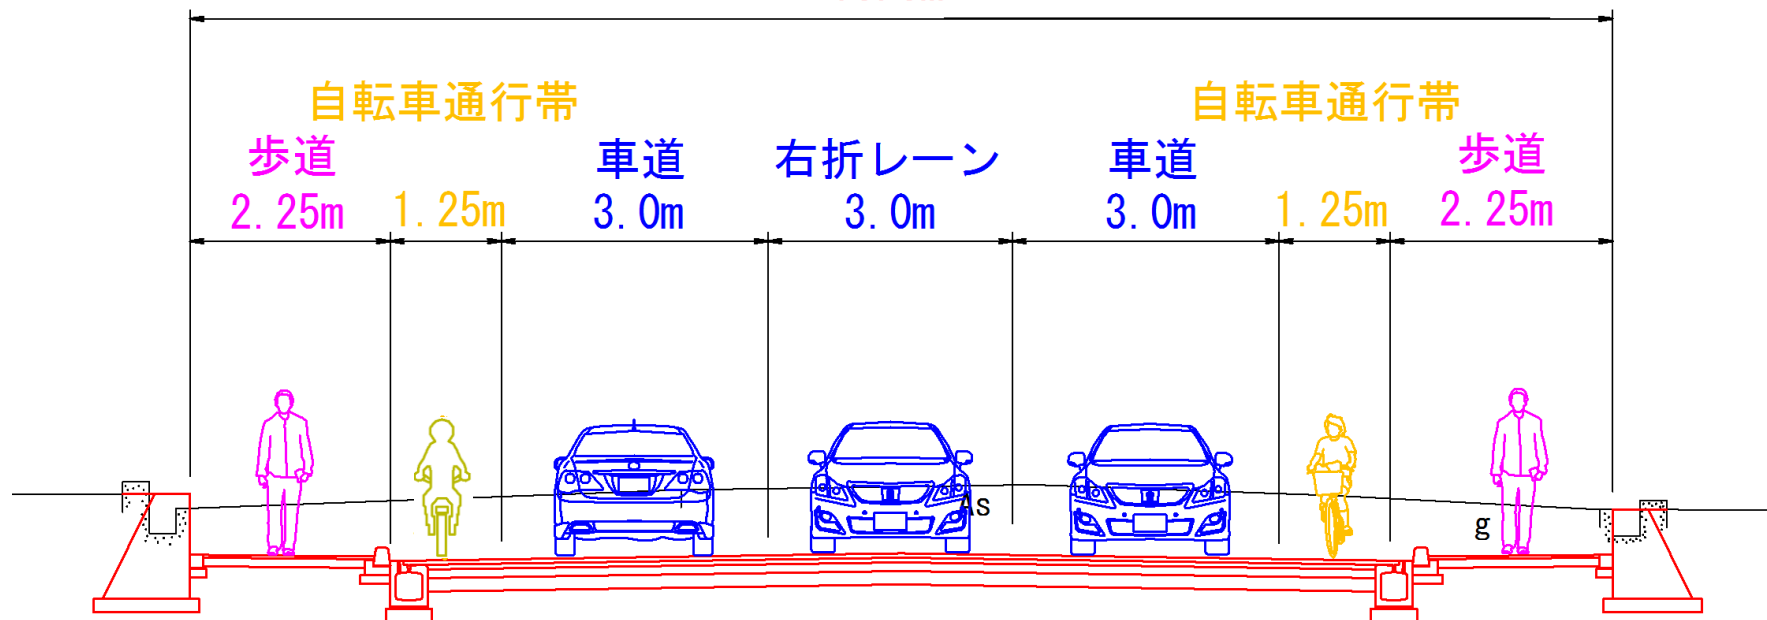 自転車通行帯 自転車通行帯
歩道 車道 右折レーン 車道 歩道
2.25m 1.25m 3.0m 3.0m 3.0m 1.25m 2.25m
As
g